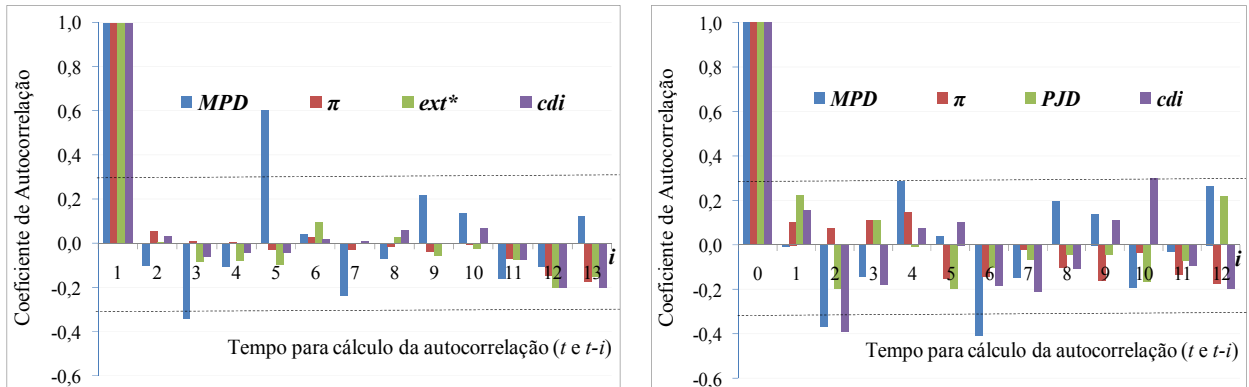 Coeficiente de Autocorrelação
1,0
0,8
0,6
0,4
0,2
0,0
-0,2
-0,4
-0,6
MPD π ext* cdi
1 2 3 4 5 6 7 8 9 10 11 12 13 i
Tempo para cálculo da autocorrelação (t e t-i)
Coeficiente de Autocorrelação
1,0
0,8
0,6
0,4
0,2
0,0
-0,2
-0,4
-0,6
MPD π PJD cdi
0 1 2 3 4 5 6 7 8 9 10 11 12 i
Tempo para cálculo da autocorrelação (t e t-i)